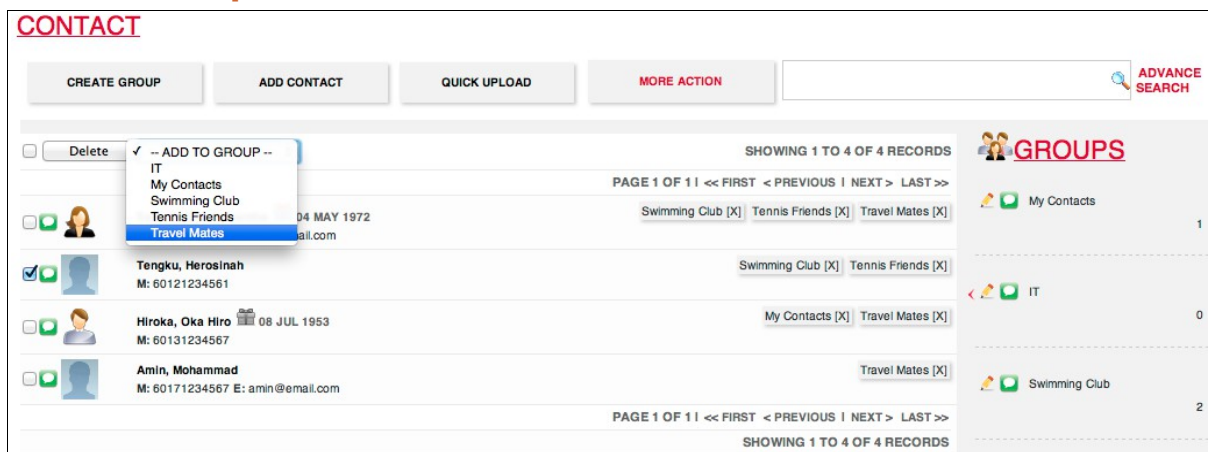 CONTACT
CREATE GROUP
ADD CONTACT
QUICK UPLOAD
MORE ACTION
ADVANCE
SEARCH
Delete
✓ -- ADD TO GROUP --
IT
My Contacts
Swimming Club
Tennis Friends
Travel Mates
SHOWING 1 TO 4 OF 4 RECORDS
PAGE 1 OF 1 | << FIRST < PREVIOUS | NEXT > LAST >>
04 MAY 1972
ail.com
Swimming Club [X] Tennis Friends [X] Travel Mates [X]
Tengku, Herosinah
M: 60121234561
Swimming Club [X] Tennis Friends [X]
Hiroka, Oka Hiro 08 JUL 1953
M: 60131234567
My Contacts [X] Travel Mates [X]
Amin, Mohammad
M: 60171234567 E: amin@email.com
Travel Mates [X]
PAGE 1 OF 1 | << FIRST < PREVIOUS | NEXT > LAST >>
SHOWING 1 TO 4 OF 4 RECORDS
GROUPS
My Contacts
1
IT
0
Swimming Club
2